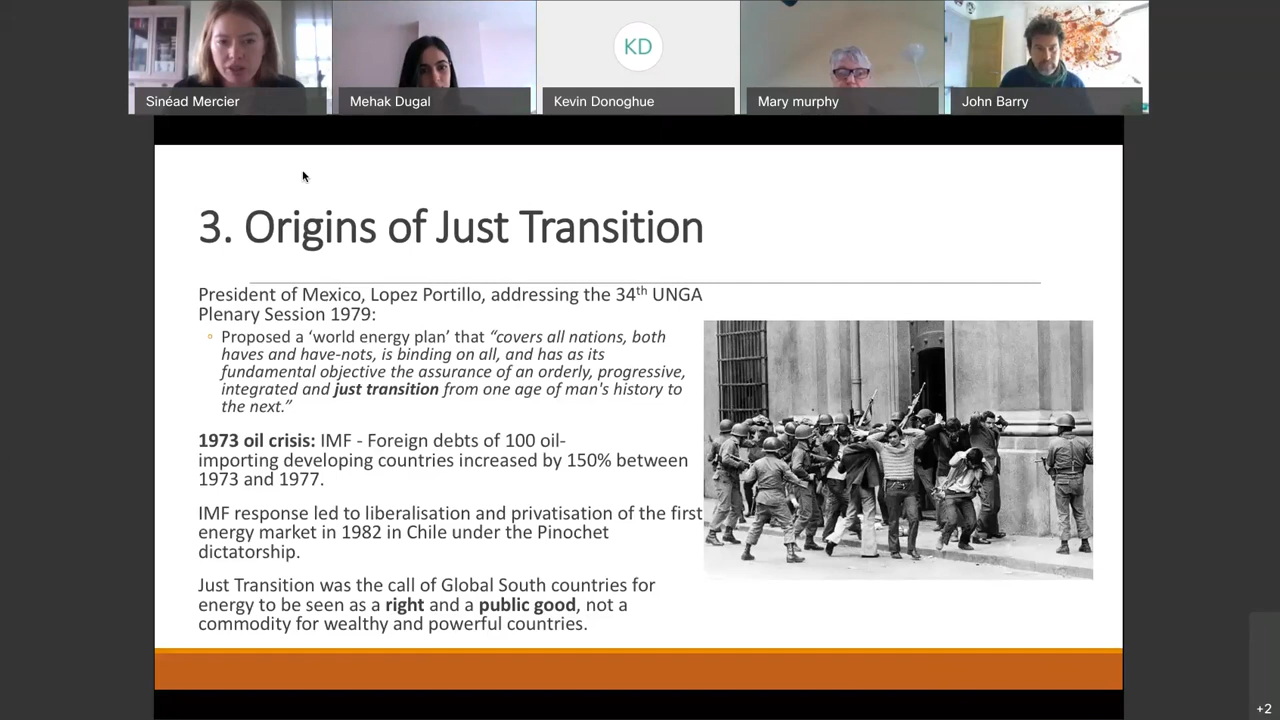 KD
Sinéad Mercier
Mehak Dugal
Kevin Donoghue
Mary murphy
John Barry
3. Origins of Just Transition
President of Mexico, Lopez Portillo, addressing the 34th UNGA
Plenary Session 1979:
◦ Proposed a ‘world energy plan’ that “covers all nations, both
haves and have-nots, is binding on all, and has as its
fundamental objective the assurance of an orderly, progressive,
integrated and just transition from one age of man's history to
the next.”
1973 oil crisis: IMF - Foreign debts of 100 oil-
importing developing countries increased by 150% between
1973 and 1977.
IMF response led to liberalisation and privatisation of the first
energy market in 1982 in Chile under the Pinochet
dictatorship.
Just Transition was the call of Global South countries for
energy to be seen as a right and a public good, not a
commodity for wealthy and powerful countries.
+2